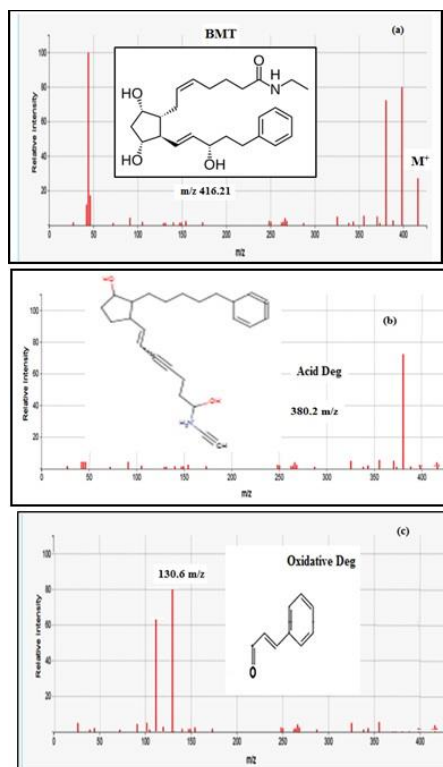 BMT
(a)
100
80
60
40
20
Relative Intensity
O
N
H
HO
HO
OH
m/z 416.21
M+
0
50
100
150
200
250
300
350
400
m/z
(b)
100
80
60
40
20
Relative Intensity
Acid Deg
380.2 m/z
0
50
100
150
200
250
300
350
400
m/z
(c)
100
80
60
40
20
Relative Intensity
130.6 m/z
Oxidative Deg
O
0
50
100
150
200
250
300
350
400
m/z